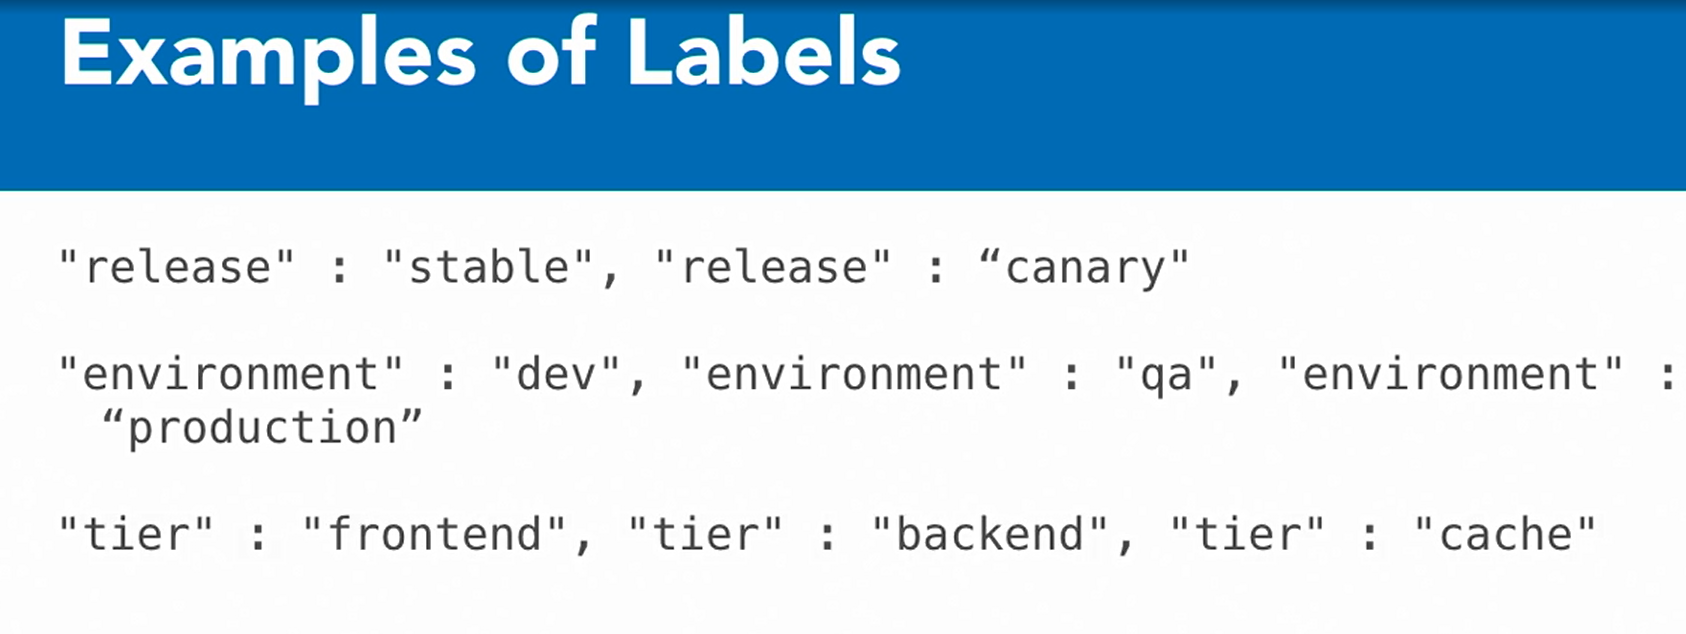 Examples of Labels
"release" : "stable", "release" : “canary"
"environment" : "dev", "environment" : "qa", "environment" :
“production”
"tier" : "frontend", "tier" : "backend", "tier" : "cache"